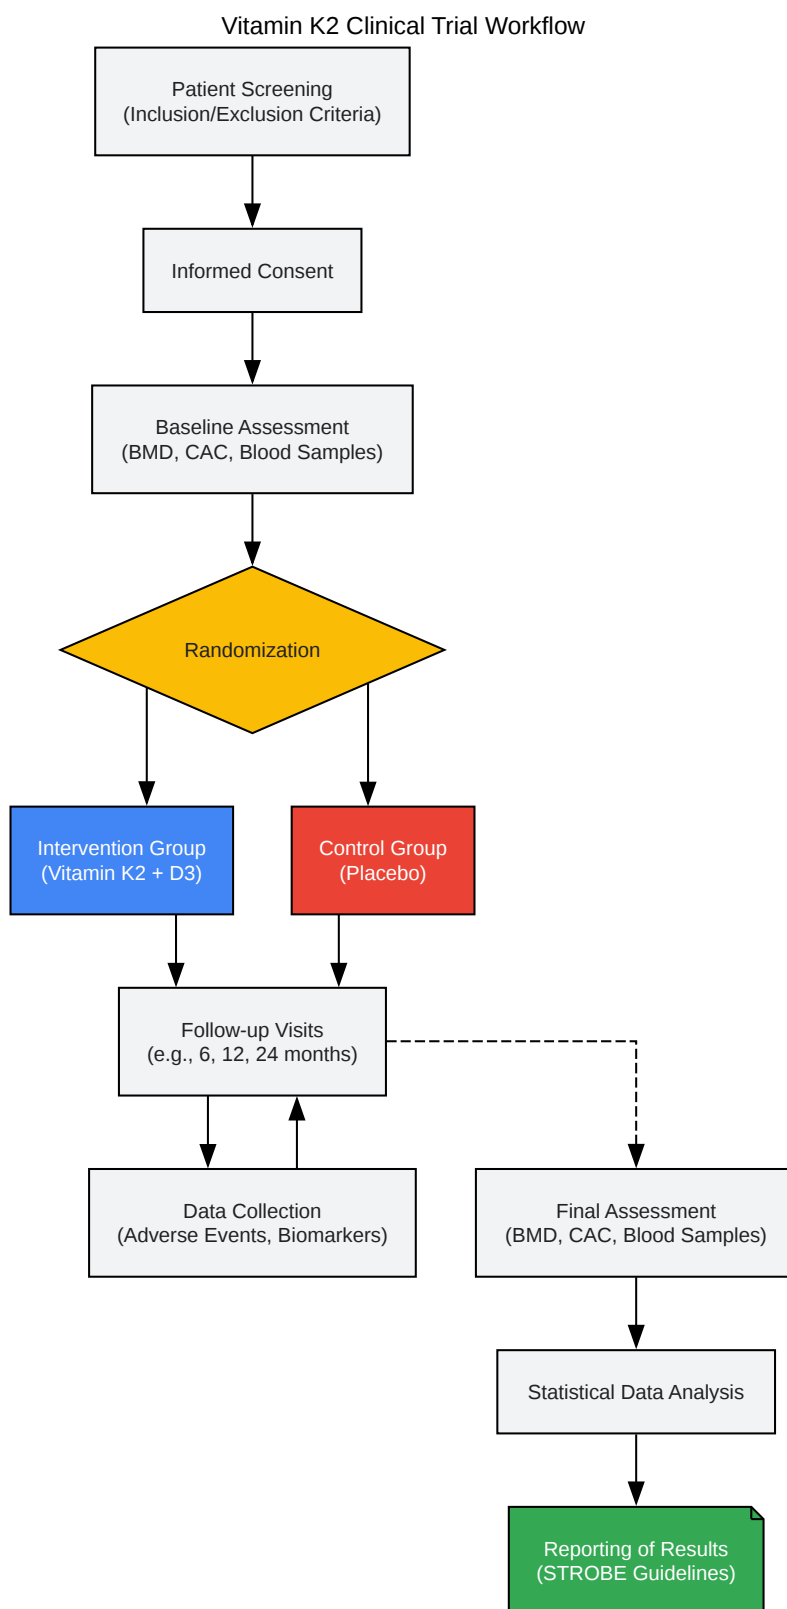 Vitamin K2 Clinical Trial Workflow
Patient Screening
(Inclusion/Exclusion Criteria)
Informed Consent
Baseline Assessment
(BMD, CAC, Blood Samples)
Randomization
Intervention Group
(Vitamin K2 + D3)
Control Group
(Placebo)
Follow-up Visits
(e.g., 6, 12, 24 months)
Data Collection
(Adverse Events, Biomarkers)
Final Assessment
(BMD, CAC, Blood Samples)
Statistical Data Analysis
Reporting of Results
(STROBE Guidelines)